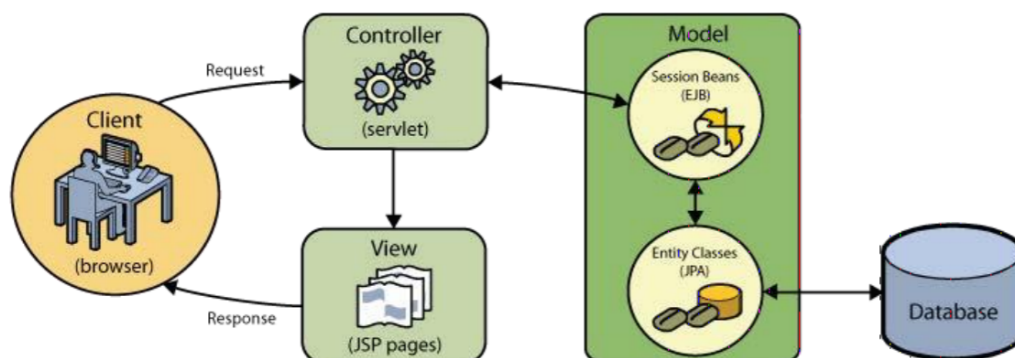 Controller
(servlet)
Request
Client
(browser)
View
(JSP pages)
Response
Model
Session Beans
(EJB)
Entity Classes
(JPA)
Database